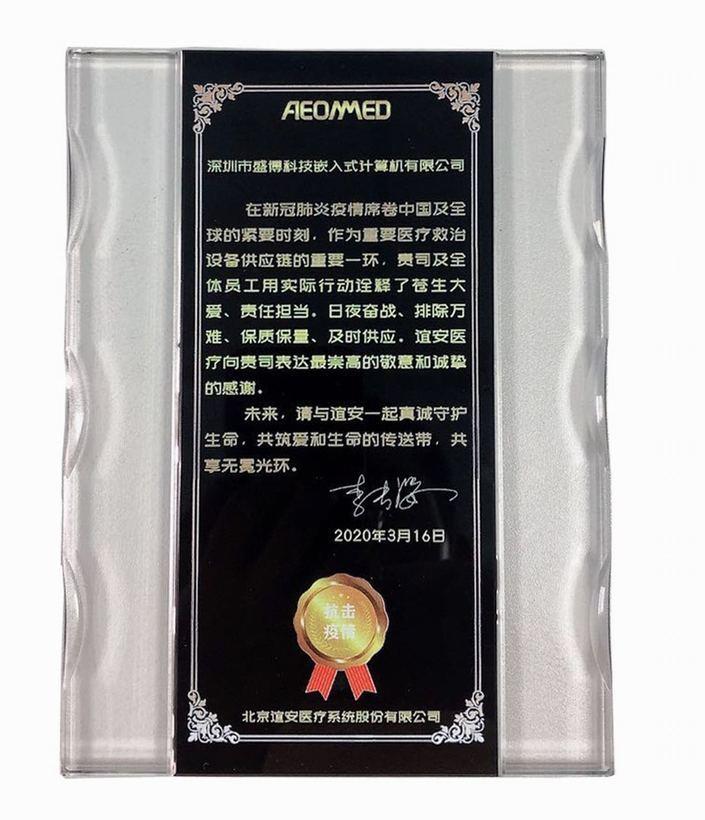 AEOMMED
深圳市盛博科技嵌入式计算机有限公司
在新冠肺炎疫情席卷中国及全
球的紧要时刻，作为重要医疗救治
设备供应链的重要一环，贵司及全
体员工用实际行动诠释了苍生大
爱、责任担当。日夜奋战、排除万
难、保质保量、及时供应。谊安医
疗向贵司表达最崇高的敬意和诚挚
的感谢。
未来，请与谊安一起真诚守护
生命，共筑爱和生命的传送带，共
享无冕光环。
2020年3月16日
抗击
疫情
北京谊安医疗系统股份有限公司